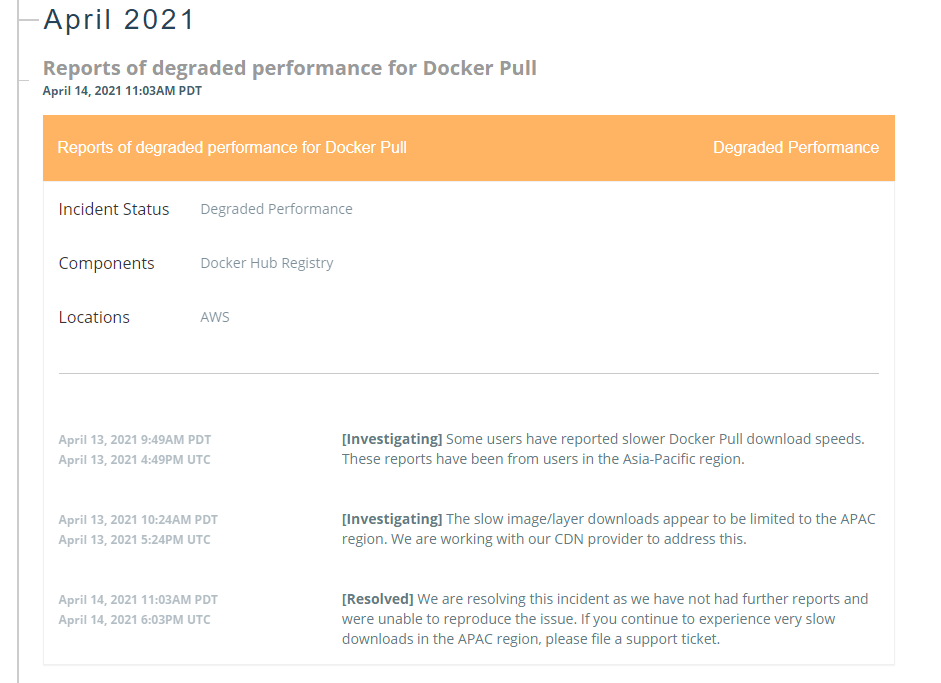 April 2021
Reports of degraded performance for Docker Pull
April 14, 2021 11:03AM PDT
Reports of degraded performance for Docker Pull Degraded Performance
Incident Status Degraded Performance
Components Docker Hub Registry
Locations AWS
April 13, 2021 9:49AM PDT [Investigating] Some users have reported slower Docker Pull download speeds.
April 13, 2021 4:49PM UTC These reports have been from users in the Asia-Pacific region.
April 13, 2021 10:24AM PDT [Investigating] The slow image/layer downloads appear to be limited to the APAC
April 13, 2021 5:24PM UTC region. We are working with our CDN provider to address this.
April 14, 2021 11:03AM PDT [Resolved] We are resolving this incident as we have not had further reports and
April 14, 2021 6:03PM UTC were unable to reproduce the issue. If you continue to experience very slow
downloads in the APAC region, please file a support ticket.